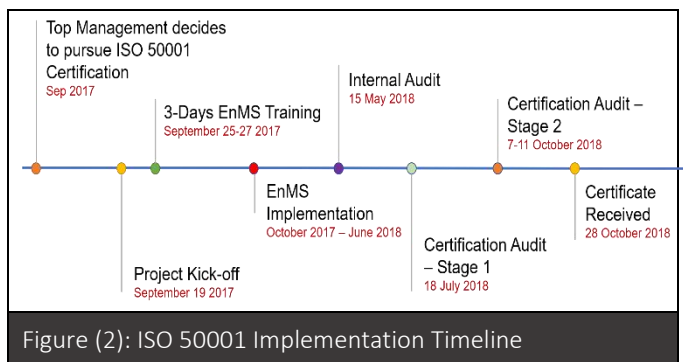 Top Management decides
to pursue ISO 50001
Certification
Sep 2017
Project Kick-off
September 19 2017
3-Days EnMS Training
September 25-27 2017
EnMS
Implementation
October 2017 – June 2018
Internal Audit
15 May 2018
Certification Audit
– Stage 1
18 July 2018
Certification Audit –
Stage 2
7-11 October 2018
Certificate
Received
28 October 2018
Figure (2): ISO 50001 Implementation Timeline